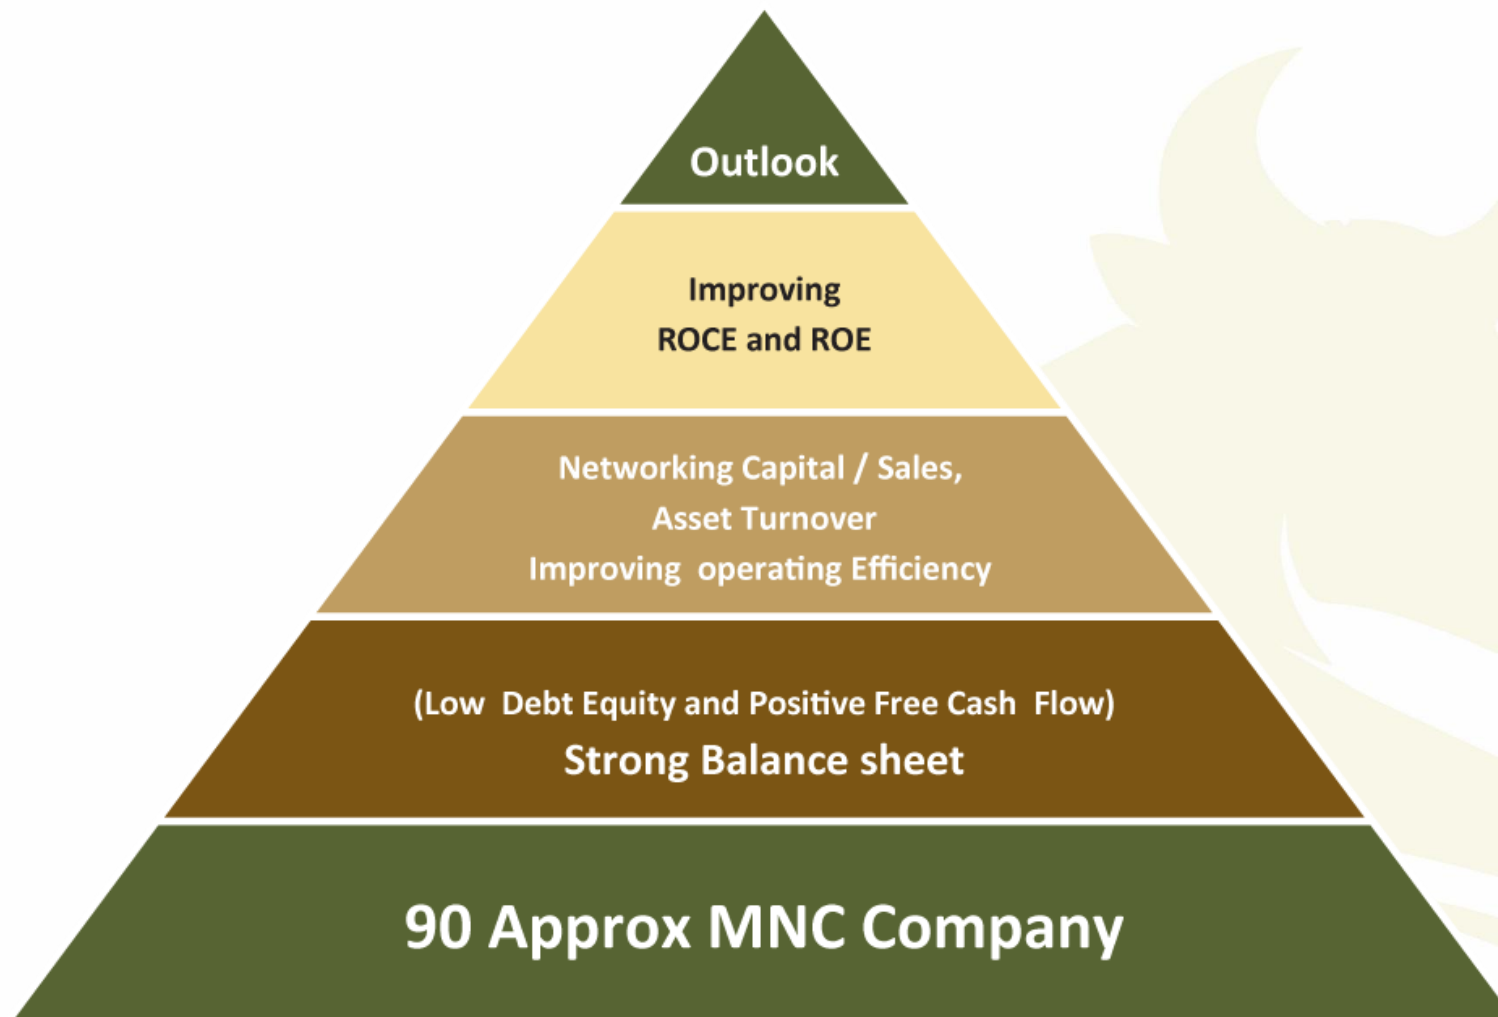 Outlook
Improving
ROCE and ROE
Networking Capital / Sales,
Asset Turnover
Improving operating Efficiency
(Low Debt Equity and Positive Free Cash Flow)
Strong Balance sheet
90 Approx MNC Company